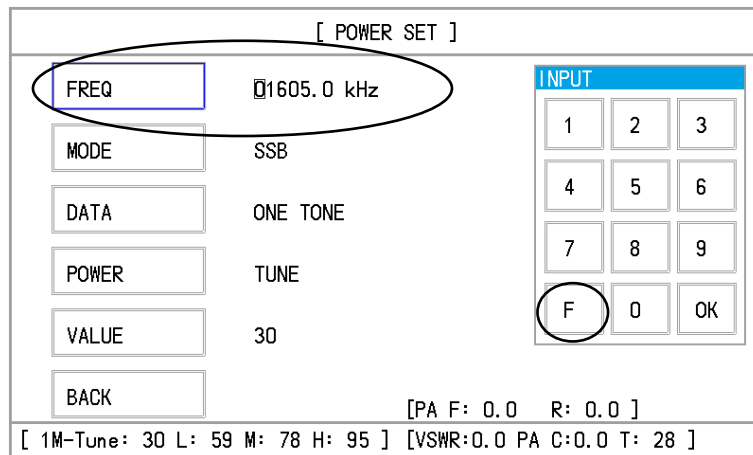 [ POWER SET ]
FREQ 01605.0 kHz
INPUT
1 2 3
MODE SSB
4 5 6
DATA ONE TONE
7 8 9
POWER TUNE
F 0 OK
VALUE 30
BACK
[PA F: 0.0 R: 0.0 ]
[ 1M-Tune: 30 L: 59 M: 78 H: 95 ] [VSWR:0.0 PA C:0.0 T: 28 ]